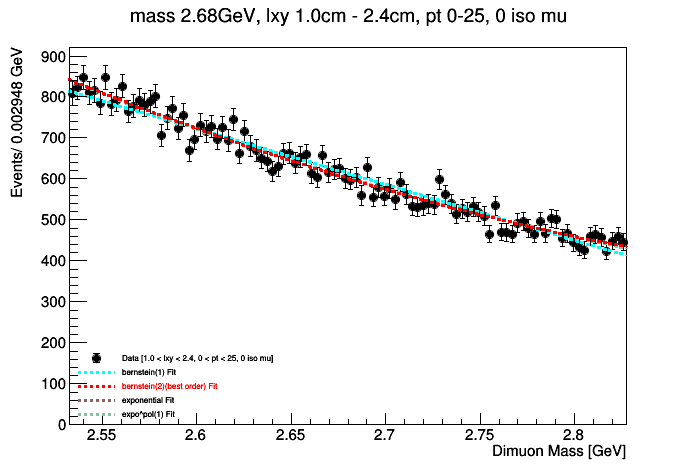 mass 2.68GeV, lxy 1.0cm - 2.4cm, pt 0-25, 0 iso mu
Events/ 0.002948 GeV
900
800
700
600
500
400
300
200
100
0
Data [1.0 < lxy < 2.4, 0 < pt < 25, 0 iso mu]
bernstein(1) Fit
bernstein(2)(best order) Fit
exponential Fit
expo*pol(1) Fit
2.55 2.6 2.65 2.7 2.75 2.8
Dimuon Mass [GeV]